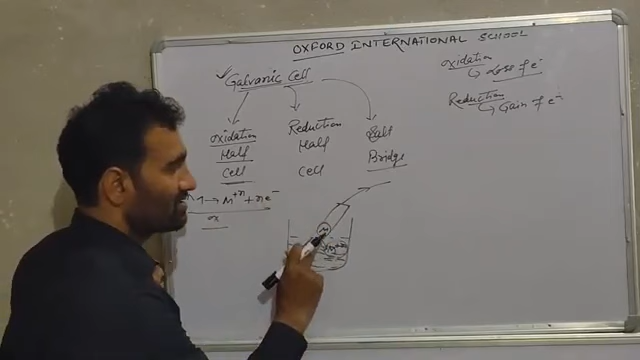 OXFORD INTERNATIONAL SCHOOL
Galvanic Cell
Oxidation
Half
Cell
Reduction
Half
Cell
Salt
Bridge
M → M⁺ⁿ + ne⁻
Oxidation
↳ Loss of e⁻
Reduction
↳ Gain of e⁻